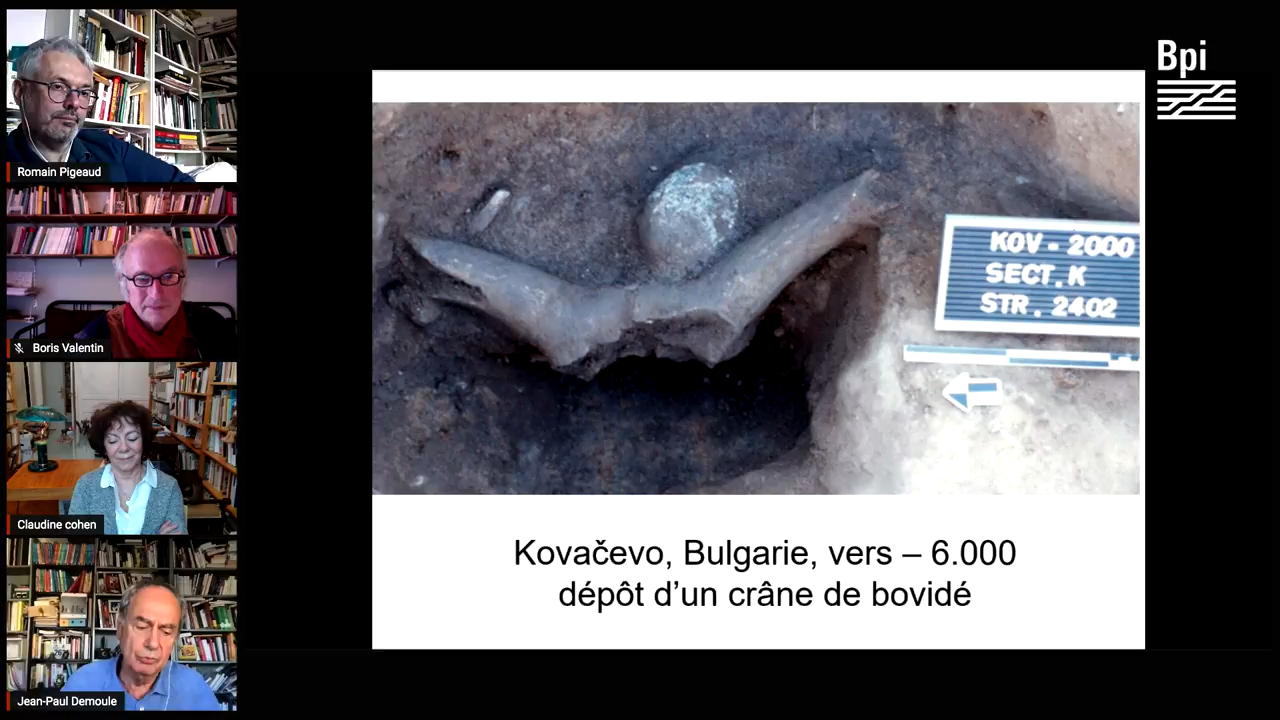 Romain Pigeaud
Boris Valentin
Claudine cohen
Jean-Paul Demoule
Bpi
KOV - 2000
SECT. K
STR. 2402
Kovačevo, Bulgarie, vers – 6.000
dépôt d'un crâne de bovidé